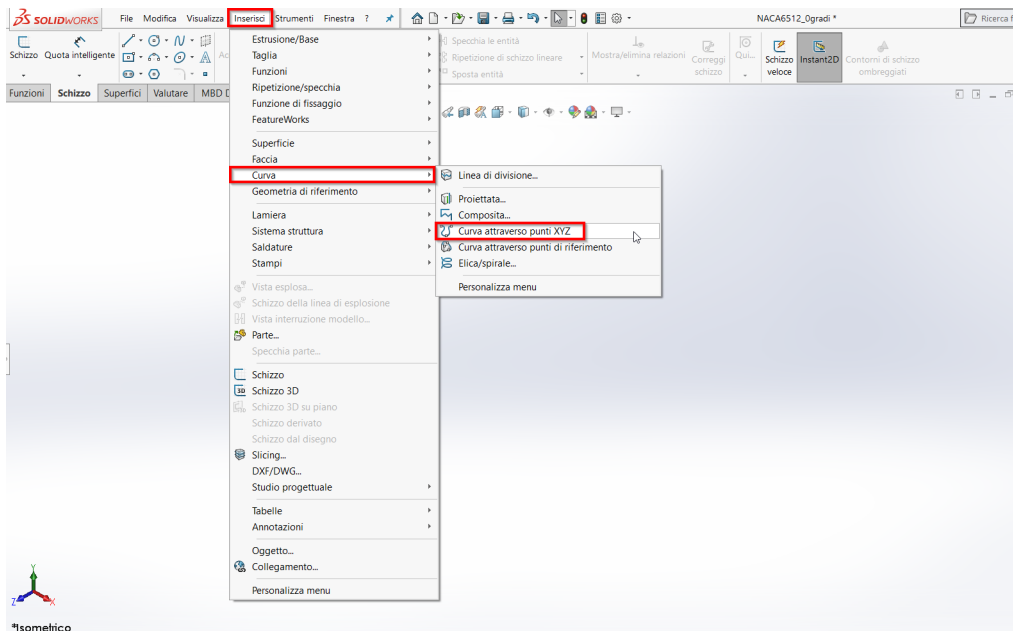 SOLIDWORKS File Modifica Visualizza Inserisci Strumenti Finestra ? NACA6512_0gradi * Ricerca f
Schizzo Quota intelligente
Specchia le entità
Ripetizione di schizzo lineare
Sposta entità
Mostra/elimina relazioni
Correggi schizzo
Qui...
Schizzo veloce
Instant2D
Contorni di schizzo ombreggiati
Funzioni Schizzo Superfici Valutare MBD D
Estrusione/Base
Taglia
Funzioni
Ripetizione/specchia
Funzione di fissaggio
FeatureWorks
Superficie
Faccia
Curva
Geometria di riferimento
Lamiera
Sistema struttura
Saldature
Stampi
Vista esplosa...
Schizzo della linea di esplosione
Vista interruzione modello...
Parte...
Specchia parte...
Schizzo
3D Schizzo 3D
Schizzo 3D su piano
Schizzo derivato
Schizzo dal disegno
Slicing...
DXF/DWG...
Studio progettuale
Tabelle
Annotazioni
Oggetto...
Collegamento...
Personalizza menu
Linea di divisione...
Proiettata...
Composita...
Curva attraverso punti XYZ
Curva attraverso punti di riferimento
Elica/spirale...
Personalizza menu
Y
Z
X
*Isometrico